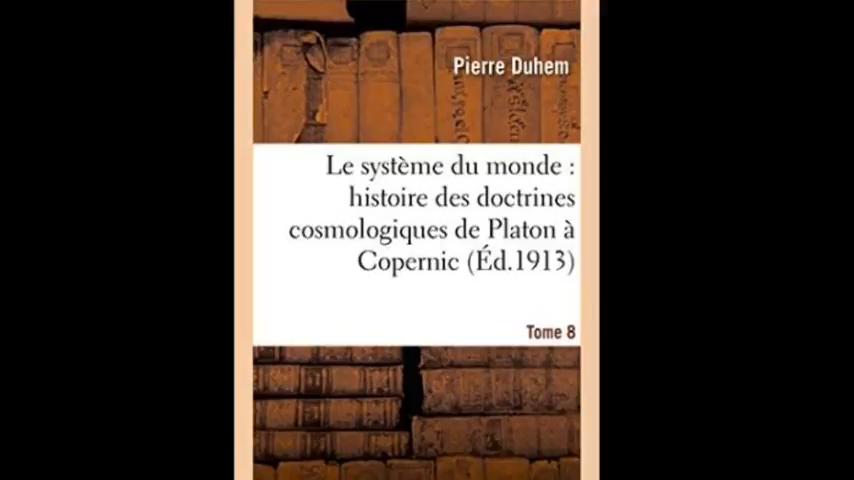 Pierre Duhem
Le système du monde :
histoire des doctrines
cosmologiques de Platon à
Copernic (Éd.1913)
Tome 8